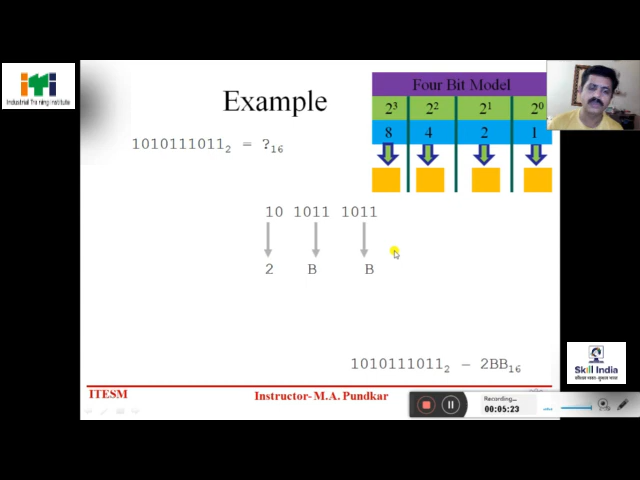 iTi
Industrial Training Institute
Example
Four Bit Model
2³ 2² 2¹ 2⁰
8 4 2 1
1010111011₂ = ?₁₆
10 1011 1011
2 B B
1010111011₂ – 2BB₁₆
ITESM
Instructor- M.A. Pundkar
Recording...
00:05:23
Skill India